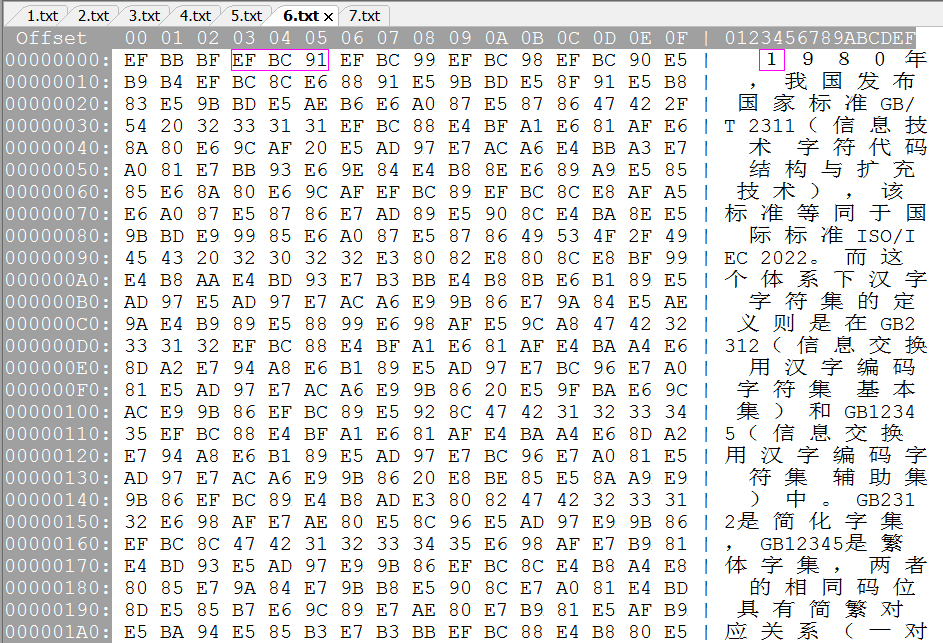 1.txt 2.txt 3.txt 4.txt 5.txt 6.txt × 7.txt
Offset 00 01 02 03 04 05 06 07 08 09 0A 0B 0C 0D 0E 0F 0123456789ABCDEF
00000000: EF BB BF EF BC 91 EF BC 99 EF BC 98 EF BC 90 E5 | 1 9 8 0 年
00000010: B9 B4 EF BC 8C E6 88 91 E5 9B BD E5 8F 91 E5 B8 | , 我 国 发 布
00000020: 83 E5 9B BD E5 AE B6 E6 A0 87 E5 87 86 47 42 2F | 国 家 标 准 GB/
00000030: 54 20 32 33 31 31 EF BC 88 E4 BF A1 E6 81 AF E6 | T 2311 ( 信 息 技
00000040: 8A 80 E6 9C AF 20 E5 AD 97 E7 AC A6 E4 BB A3 E7 | 术 字 符 代 码
00000050: A0 81 E7 BB 93 E6 9E 84 E4 B8 8E E6 89 A9 E5 85 | 结 构 与 扩 充
00000060: 85 E6 8A 80 E6 9C AF EF BC 89 EF BC 8C E8 AF A5 | 技 术 ) , 该
00000070: E6 A0 87 E5 87 86 E7 AD 89 E5 90 8C E4 BA 8E E5 | 标 准 等 同 于 国
00000080: 9B BD E9 99 85 E6 A0 87 E5 87 86 49 53 4F 2F 49 | 际 标 准 ISO/I
00000090: 45 43 20 32 30 32 32 E3 80 82 E8 80 8C E8 BF 99 | EC 2022。 而 这
000000A0: E4 B8 AA E4 BD 93 E7 B3 BB E4 B8 8B E6 B1 89 E5 | 个 体 系 下 汉 字
000000B0: AD 97 E5 AD 97 E7 AC A6 E9 9B 86 E7 9A 84 E5 AE | 字 符 集 的 定
000000C0: 9A E4 B9 89 E5 88 99 E6 98 AF E5 9C A8 47 42 32 | 义 则 是 在 GB2
000000D0: 33 31 32 EF BC 88 E4 BF A1 E6 81 AF E4 BA A4 E6 | 312 ( 信 息 交 换
000000E0: 8D A2 E7 94 A8 E6 B1 89 E5 AD 97 E7 BC 96 E7 A0 | 用 汉 字 编 码
000000F0: 81 E5 AD 97 E7 AC A6 E9 9B 86 20 E5 9F BA E6 9C | 字 符 集 基 本
00000100: AC E9 9B 86 EF BC 89 E5 92 8C 47 42 31 32 33 34 | 集 ) 和 GB1234
00000110: 35 EF BC 88 E4 BF A1 E6 81 AF E4 BA A4 E6 8D A2 | 5 ( 信 息 交 换
00000120: E7 94 A8 E6 B1 89 E5 AD 97 E7 BC 96 E7 A0 81 E5 | 用 汉 字 编 码 字
00000130: AD 97 E7 AC A6 E9 9B 86 20 E8 BE 85 E5 8A A9 E9 | 符 集 辅 助 集
00000140: 9B 86 EF BC 89 E4 B8 AD E3 80 82 47 42 32 33 31 | ) 中 。 GB231
00000150: 32 E6 98 AF E7 AE 80 E5 8C 96 E5 AD 97 E9 9B 86 | 2是 简 化 字 集
00000160: EF BC 8C 47 42 31 32 33 34 35 E6 98 AF E7 B9 81 | , GB12345是 繁
00000170: E4 BD 93 E5 AD 97 E9 9B 86 EF BC 8C E4 B8 A4 E8 | 体 字 集 , 两 者
00000180: 80 85 E7 9A 84 E7 9B B8 E5 90 8C E7 A0 81 E4 BD | 的 相 同 码 位
00000190: 8D E5 85 B7 E6 9C 89 E7 AE 80 E7 B9 81 E5 AF B9 | 具 有 简 繁 对
000001A0: E5 BA 94 E5 85 B3 E7 B3 BB EF BC 88 E4 B8 80 E5 | 应 关 系 ( 一 对